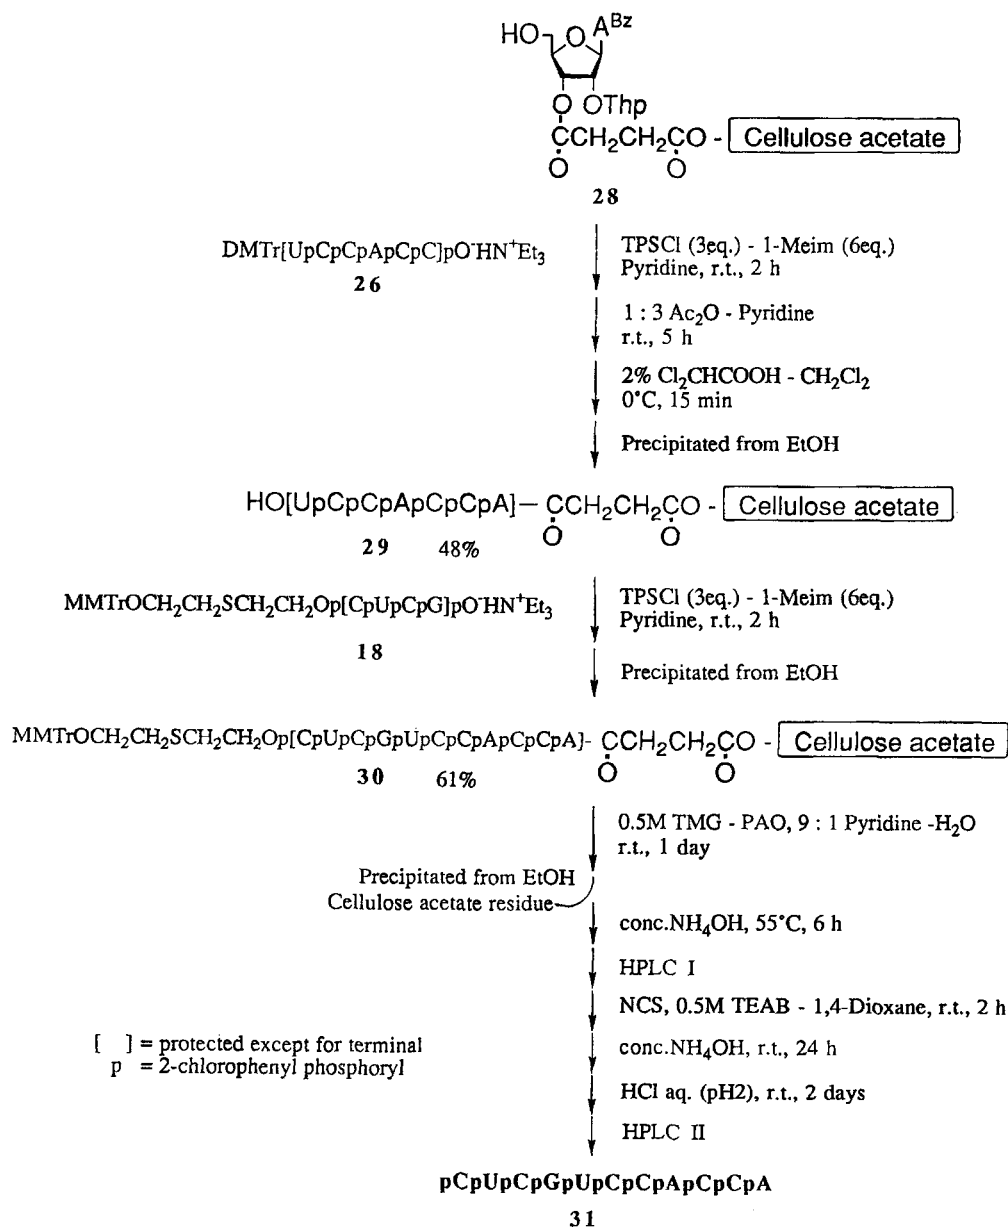 HO O A^Bz
O OThp
CCH₂CH₂CO - Cellulose acetate
O O
28
DMTr[UpCpCpApCpC]pO⁻HN⁺Et₃
26
TPSCl (3eq.) - 1-Meim (6eq.)
Pyridine, r.t., 2 h
1 : 3 Ac₂O - Pyridine
r.t., 5 h
2% Cl₂CHCOOH - CH₂Cl₂
0°C, 15 min
Precipitated from EtOH
HO[UpCpCpApCpCpA]— CCH₂CH₂CO - Cellulose acetate
O O
29 48%
MMTrOCH₂CH₂SCH₂CH₂Op[CpUpCpG]pO⁻HN⁺Et₃
18
TPSCl (3eq.) - 1-Meim (6eq.)
Pyridine, r.t., 2 h
Precipitated from EtOH
MMTrOCH₂CH₂SCH₂CH₂Op[CpUpCpGpUpCpCpApCpCpA]- CCH₂CH₂CO - Cellulose acetate
O O
30 61%
0.5M TMG - PAO, 9 : 1 Pyridine -H₂O
r.t., 1 day
Precipitated from EtOH
Cellulose acetate residue
conc.NH₄OH, 55°C, 6 h
HPLC I
NCS, 0.5M TEAB - 1,4-Dioxane, r.t., 2 h
[ ] = protected except for terminal
p = 2-chlorophenyl phosphoryl
conc.NH₄OH, r.t., 24 h
HCl aq. (pH2), r.t., 2 days
HPLC II
pCpUpCpGpUpCpCpApCpCpA
31